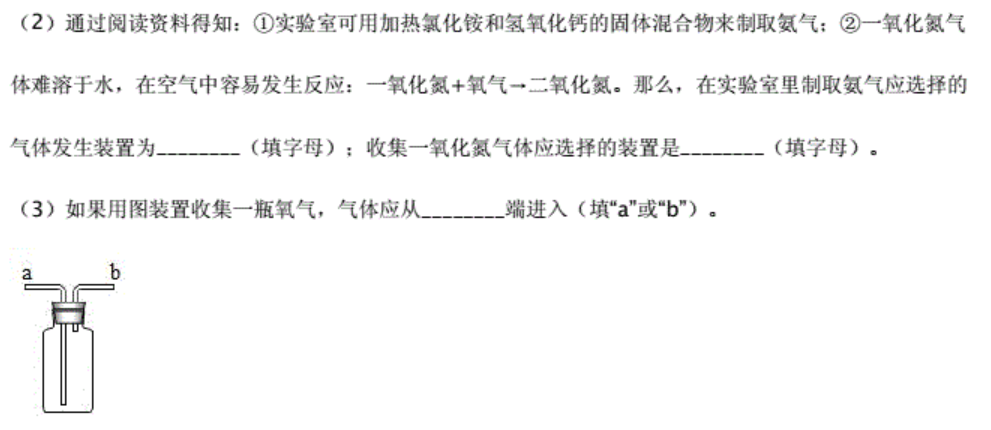 （2）通过阅读资料得知：①实验室可用加热氯化铵和氢氧化钙的固体混合物来制取氨气；②一氧化氮气
体难溶于水，在空气中容易发生反应：一氧化氮+氧气→二氧化氮。那么，在实验室里制取氨气应选择的
气体发生装置为________（填字母）；收集一氧化氮气体应选择的装置是________（填字母）。
（3）如果用图装置收集一瓶氧气，气体应从________端进入（填“a”或“b”）。
a b